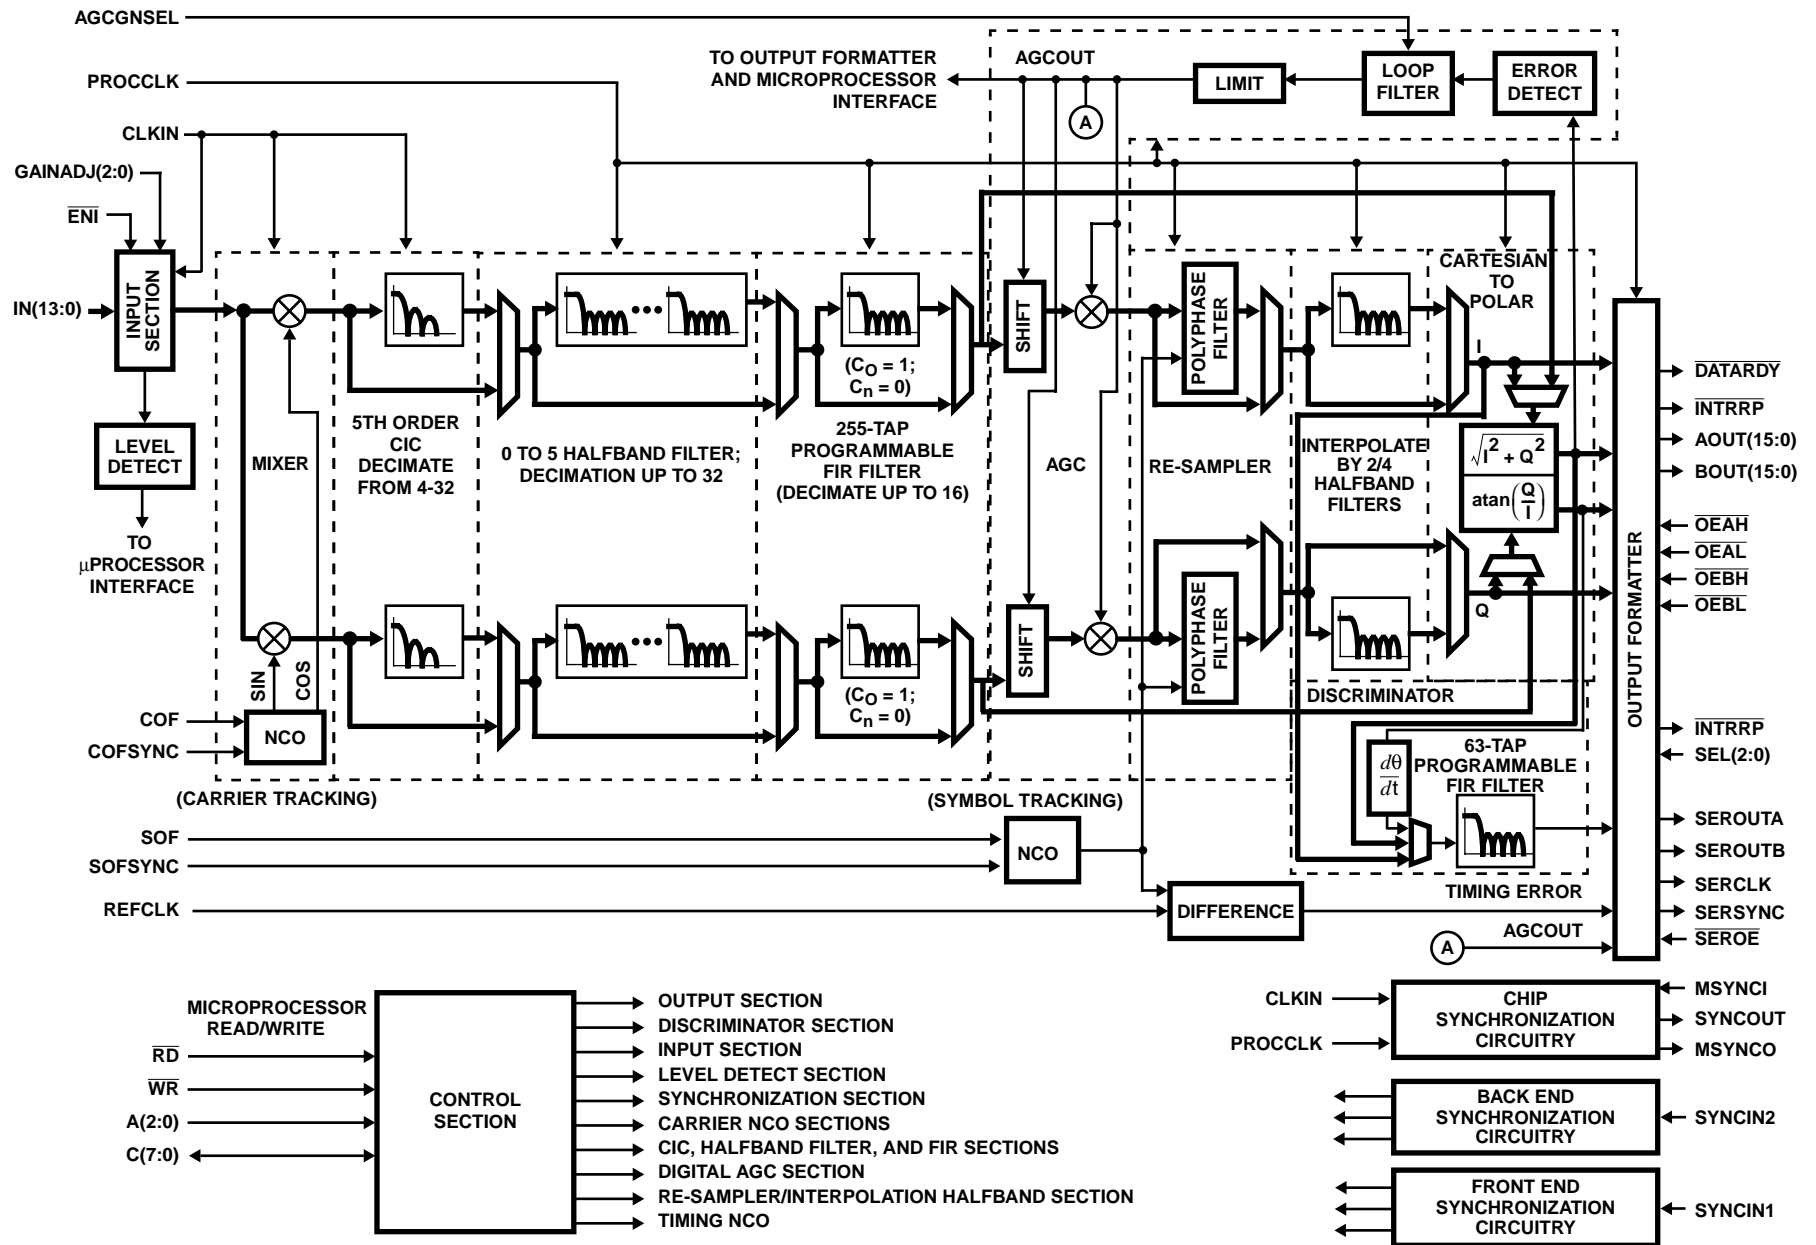 AGCGNSEL
PROCCLK
CLKIN
GAINADJ(2:0)
ENI
IN(13:0)
INPUT
SECTION
LEVEL
DETECT
TO
µPROCESSOR
INTERFACE
MIXER
SIN
COS
COF
COFSYNC
NCO
(CARRIER TRACKING)
5TH ORDER
CIC
DECIMATE
FROM 4-32
0 TO 5 HALFBAND FILTER;
DECIMATION UP TO 32
(CO = 1;
Cn = 0)
255-TAP
PROGRAMMABLE
FIR FILTER
(DECIMATE UP TO 16)
(CO = 1;
Cn = 0)
TO OUTPUT FORMATTER
AND MICROPROCESSOR
INTERFACE
AGCOUT
A
LIMIT
LOOP
FILTER
ERROR
DETECT
SHIFT
AGC
SHIFT
POLYPHASE
FILTER
RE-SAMPLER
POLYPHASE
FILTER
INTERPOLATE
BY 2/4
HALFBAND
FILTERS
CARTESIAN
TO
POLAR
I
√I2 + Q2
atan(Q/I)
Q
DISCRIMINATOR
dθ
dt
63-TAP
PROGRAMMABLE
FIR FILTER
(SYMBOL TRACKING)
SOF
SOFSYNC
NCO
REFCLK
DIFFERENCE
TIMING ERROR
AGCOUT
A
OUTPUT FORMATTER
DATARDY
INTRRP
AOUT(15:0)
BOUT(15:0)
OEAH
OEAL
OEBH
OEBL
INTRRP
SEL(2:0)
SEROUTA
SEROUTB
SERCLK
SERSYNC
SEROE
MICROPROCESSOR
READ/WRITE
RD
WR
A(2:0)
C(7:0)
CONTROL
SECTION
OUTPUT SECTION
DISCRIMINATOR SECTION
INPUT SECTION
LEVEL DETECT SECTION
SYNCHRONIZATION SECTION
CARRIER NCO SECTIONS
CIC, HALFBAND FILTER, AND FIR SECTIONS
DIGITAL AGC SECTION
RE-SAMPLER/INTERPOLATION HALFBAND SECTION
TIMING NCO
CLKIN
PROCCLK
CHIP
SYNCHRONIZATION
CIRCUITRY
MSYNCI
SYNCOUT
MSYNCO
BACK END
SYNCHRONIZATION
CIRCUITRY
SYNCIN2
FRONT END
SYNCHRONIZATION
CIRCUITRY
SYNCIN1